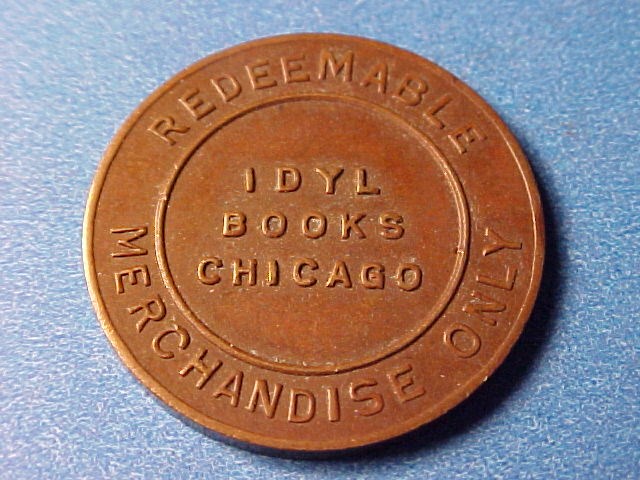 REDEEMABLE
IDYL
BOOKS
CHICAGO
MERCHANDISE ONLY